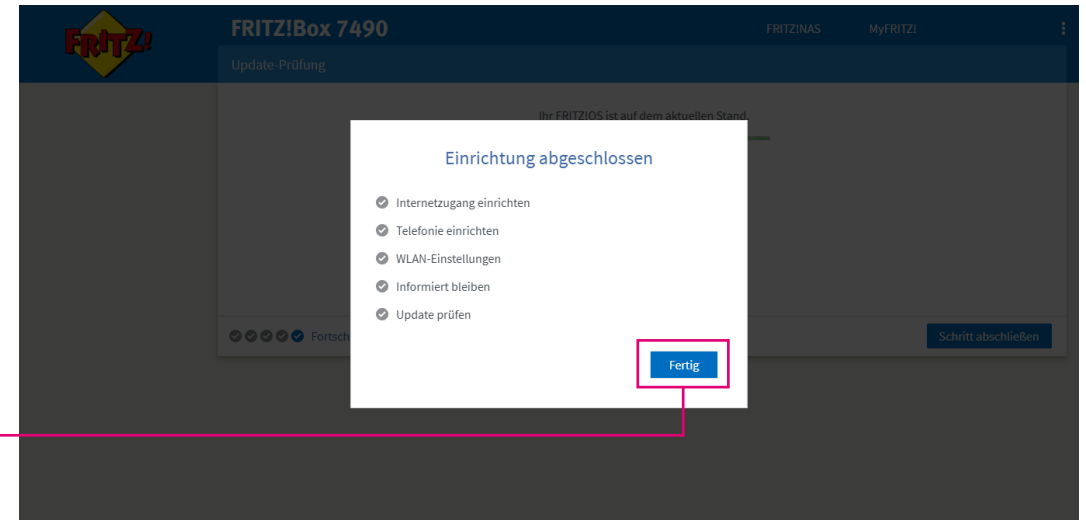 FRITZ!
FRITZ!Box 7490
FRITZ!NAS
MyFRITZ!
Update-Prüfung
Ihr FRITZ!OS ist auf dem aktuellen Stand.
Einrichtung abgeschlossen
Internetzugang einrichten
Telefonie einrichten
WLAN-Einstellungen
Informiert bleiben
Update prüfen
Fortsch
Schritt abschließen
Fertig